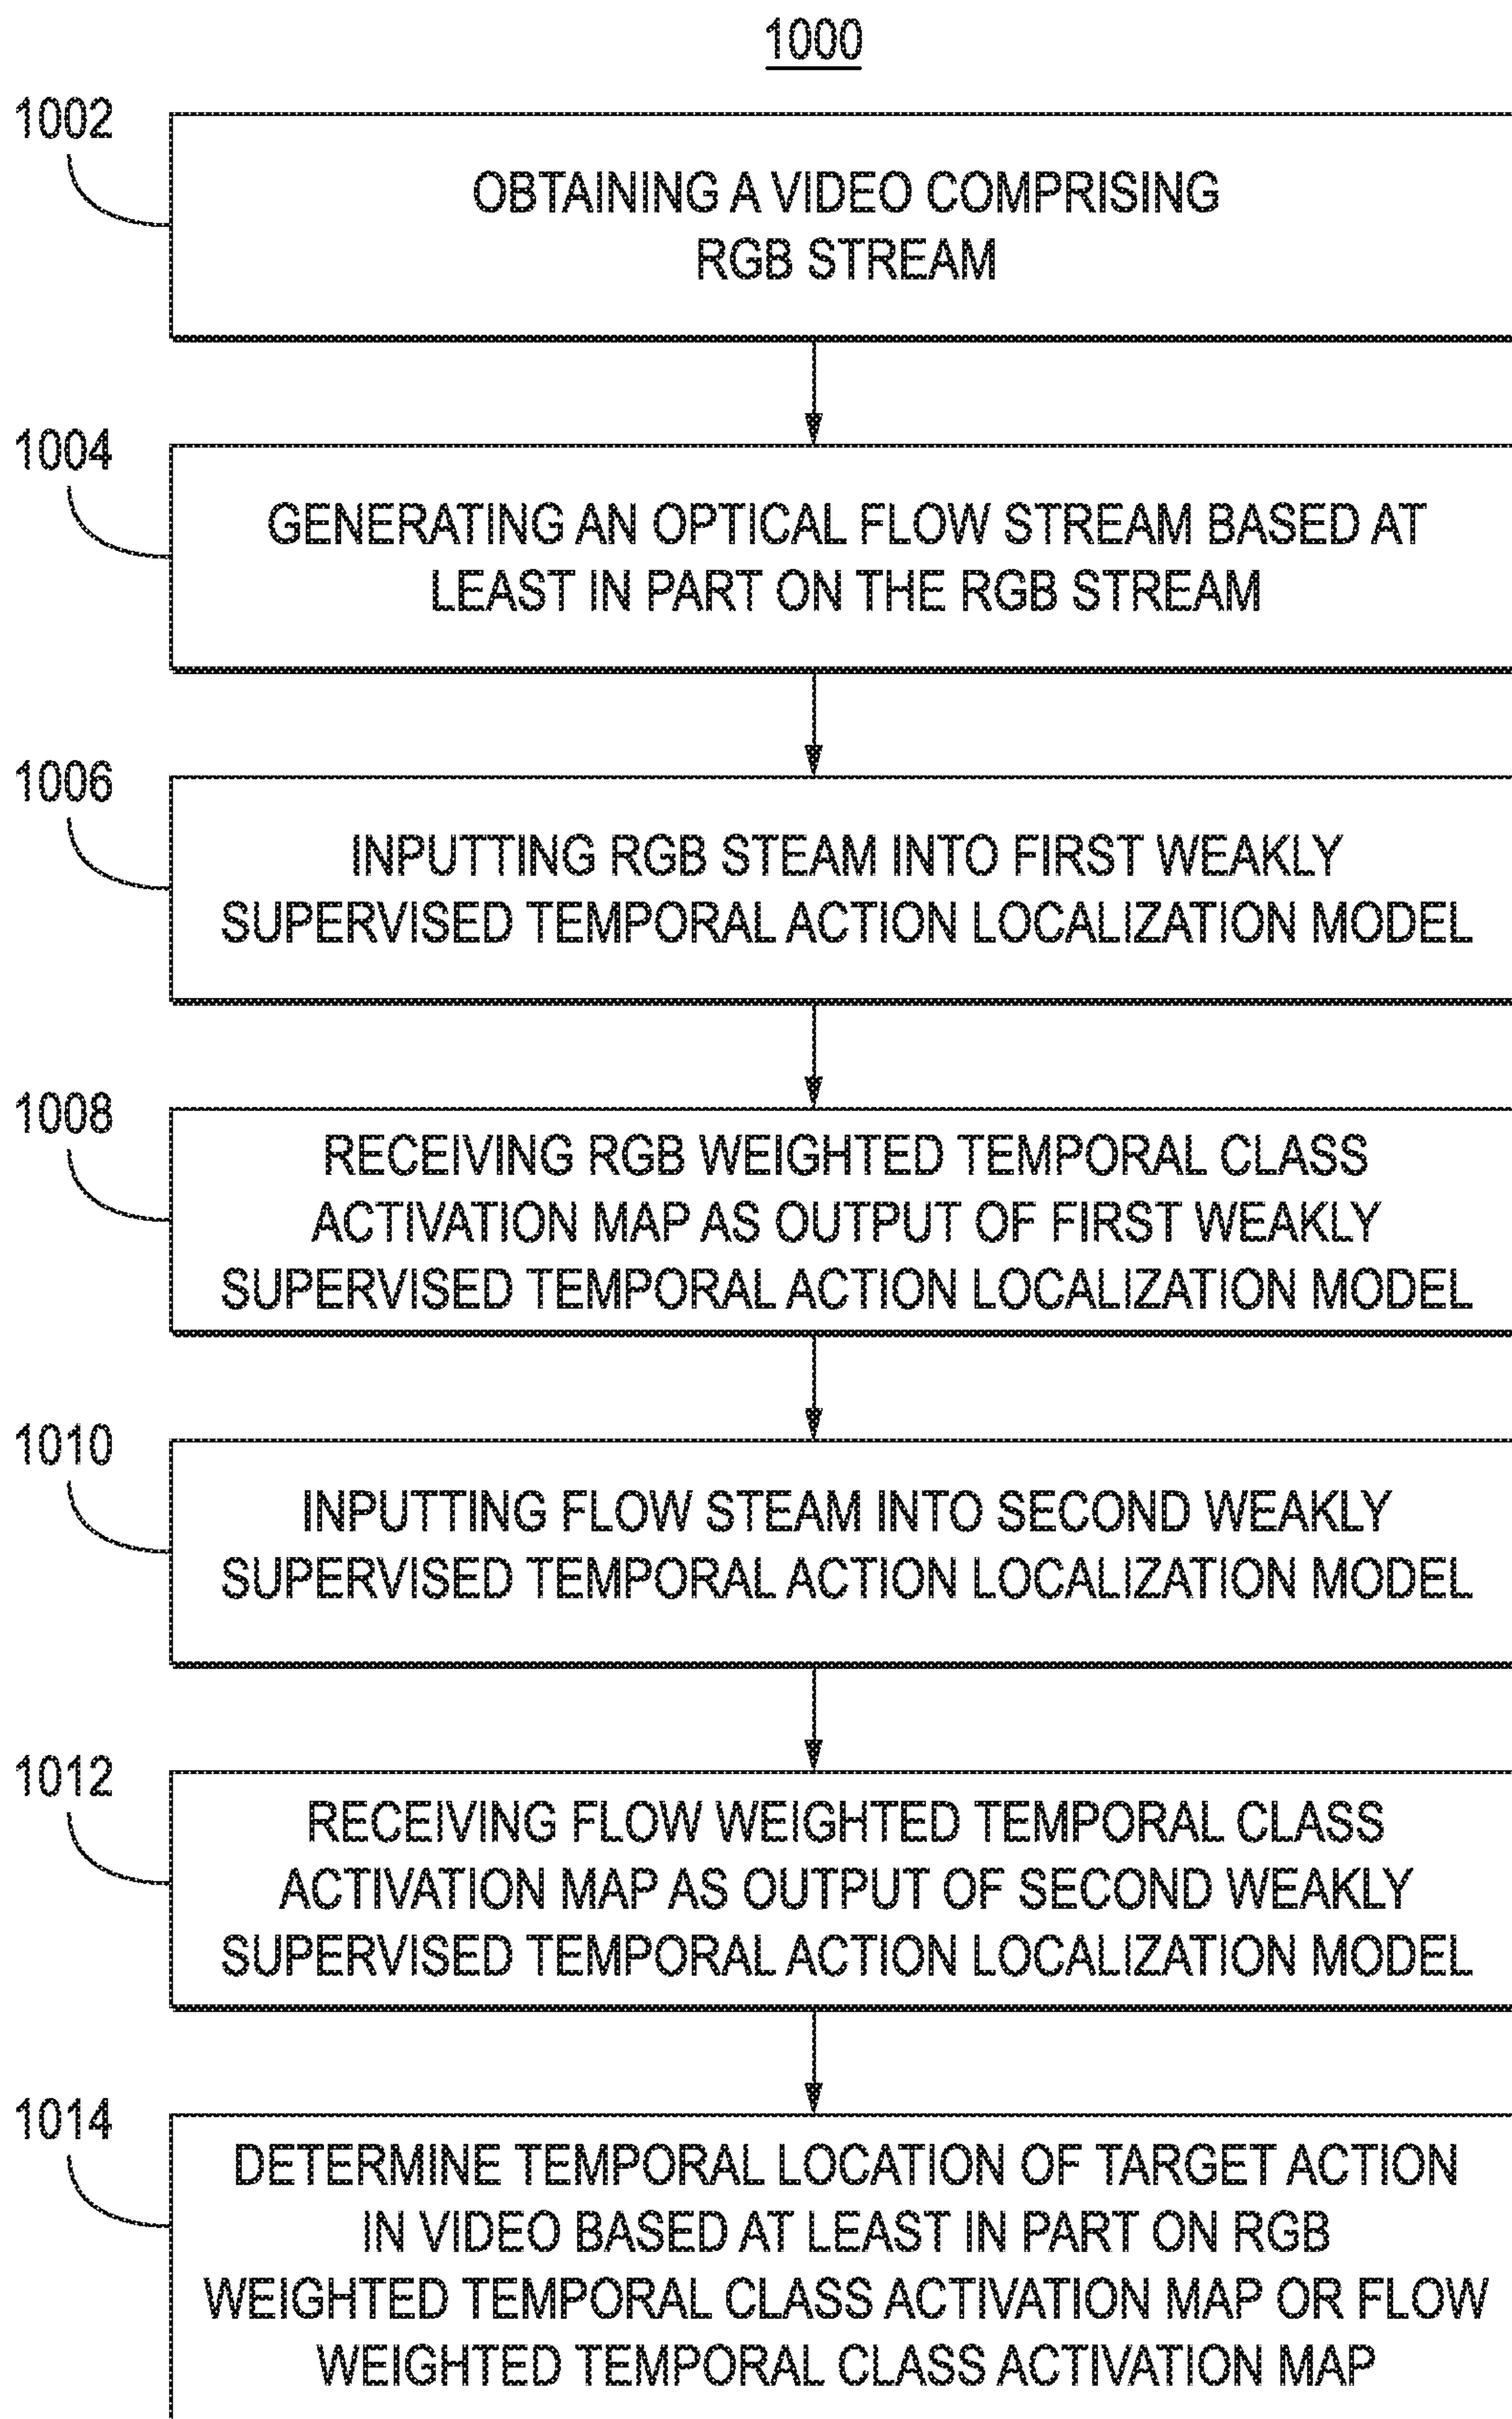 1000
1002
OBTAINING A VIDEO COMPRISING
RGB STREAM
1004
GENERATING AN OPTICAL FLOW STREAM BASED AT
LEAST IN PART ON THE RGB STREAM
1006
INPUTTING RGB STEAM INTO FIRST WEAKLY
SUPERVISED TEMPORAL ACTION LOCALIZATION MODEL
1008
RECEIVING RGB WEIGHTED TEMPORAL CLASS
ACTIVATION MAP AS OUTPUT OF FIRST WEAKLY
SUPERVISED TEMPORAL ACTION LOCALIZATION MODEL
1010
INPUTTING FLOW STEAM INTO SECOND WEAKLY
SUPERVISED TEMPORAL ACTION LOCALIZATION MODEL
1012
RECEIVING FLOW WEIGHTED TEMPORAL CLASS
ACTIVATION MAP AS OUTPUT OF SECOND WEAKLY
SUPERVISED TEMPORAL ACTION LOCALIZATION MODEL
1014
DETERMINE TEMPORAL LOCATION OF TARGET ACTION
IN VIDEO BASED AT LEAST IN PART ON RGB
WEIGHTED TEMPORAL CLASS ACTIVATION MAP OR FLOW
WEIGHTED TEMPORAL CLASS ACTIVATION MAP